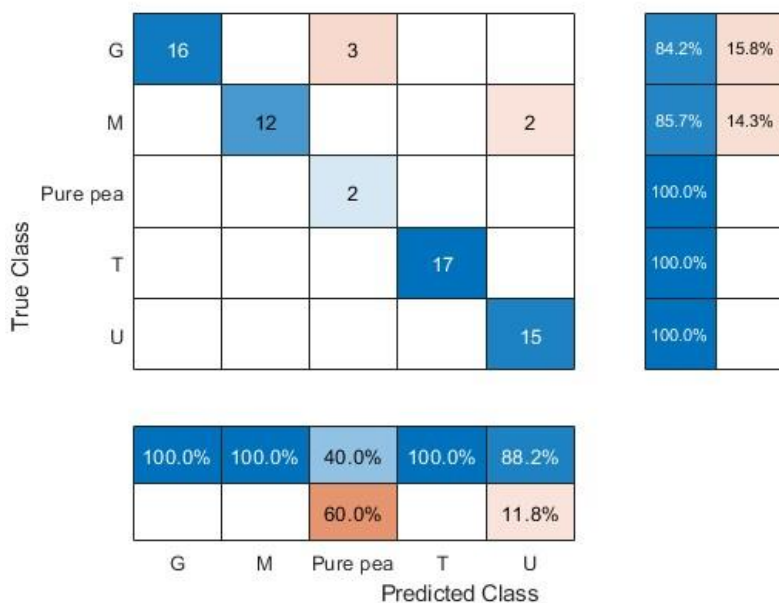 G 16 3 84.2% 15.8%
M 12 2 85.7% 14.3%
Pure pea 2 100.0%
T 17 100.0%
U 15 100.0%
True Class
100.0% 100.0% 40.0% 100.0% 88.2%
60.0% 11.8%
G M Pure pea T U
Predicted Class